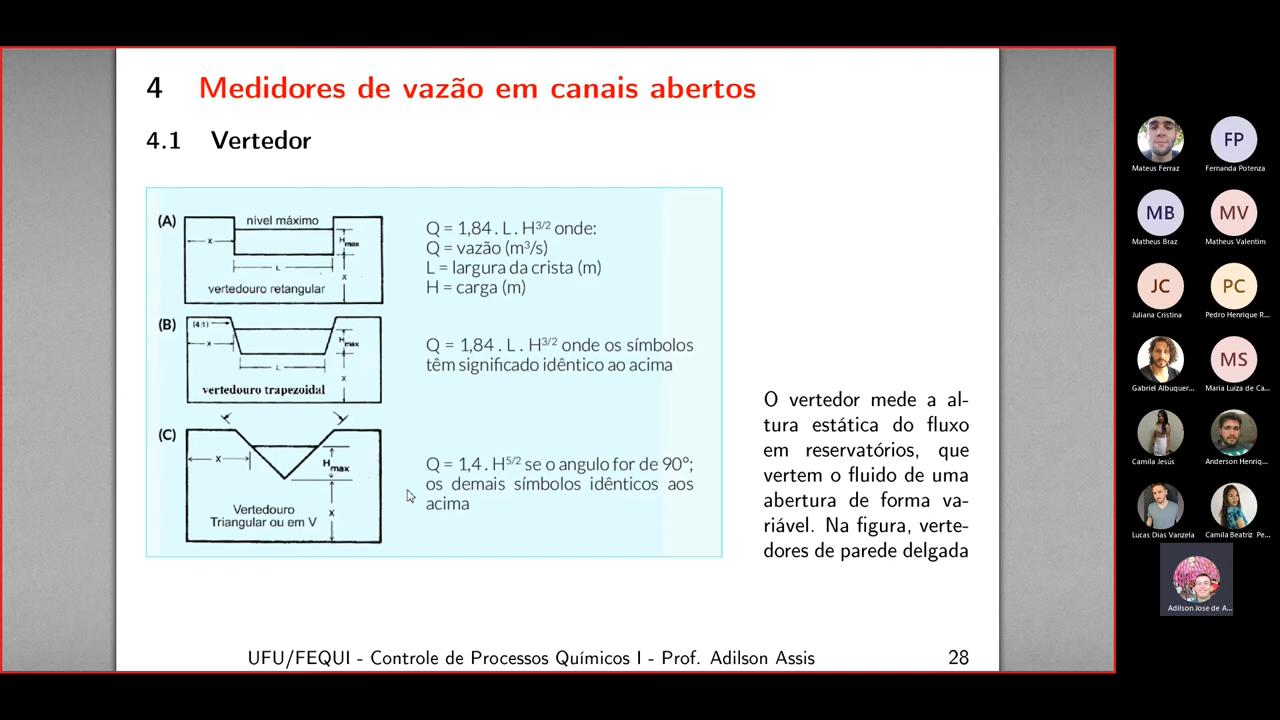 4 Medidores de vazão em canais abertos
4.1 Vertedor
(A)
nível máximo
x
H max
L
x
vertedouro retangular
Q = 1,84 . L . H3/2 onde:
Q = vazão (m³/s)
L = largura da crista (m)
H = carga (m)
(B)
(4:1)
x
H max
L
x
vertedouro trapezoidal
Q = 1,84 . L . H3/2 onde os símbolos
têm significado idêntico ao acima
(C)
x
H max
x
Vertedouro
Triangular ou em V
Q = 1,4 . H5/2 se o angulo for de 90°;
os demais símbolos idênticos aos
acima
O vertedor mede a al-
tura estática do fluxo
em reservatórios, que
vertem o fluido de uma
abertura de forma va-
riável. Na figura, verte-
dores de parede delgada
UFU/FEQUI - Controle de Processos Químicos I - Prof. Adilson Assis
28
Mateus Ferraz
FP
Fernanda Potenza
MB
Matheus Braz
MV
Matheus Valentim
JC
Juliana Cristina
PC
Pedro Henrique R...
Gabriel Albuquer...
MS
Maria Luiza de Ca...
Camila Jesús
Anderson Henriq...
Lucas Dias Vanzela
Camila Beatriz Pe...
Adilson Jose de A...